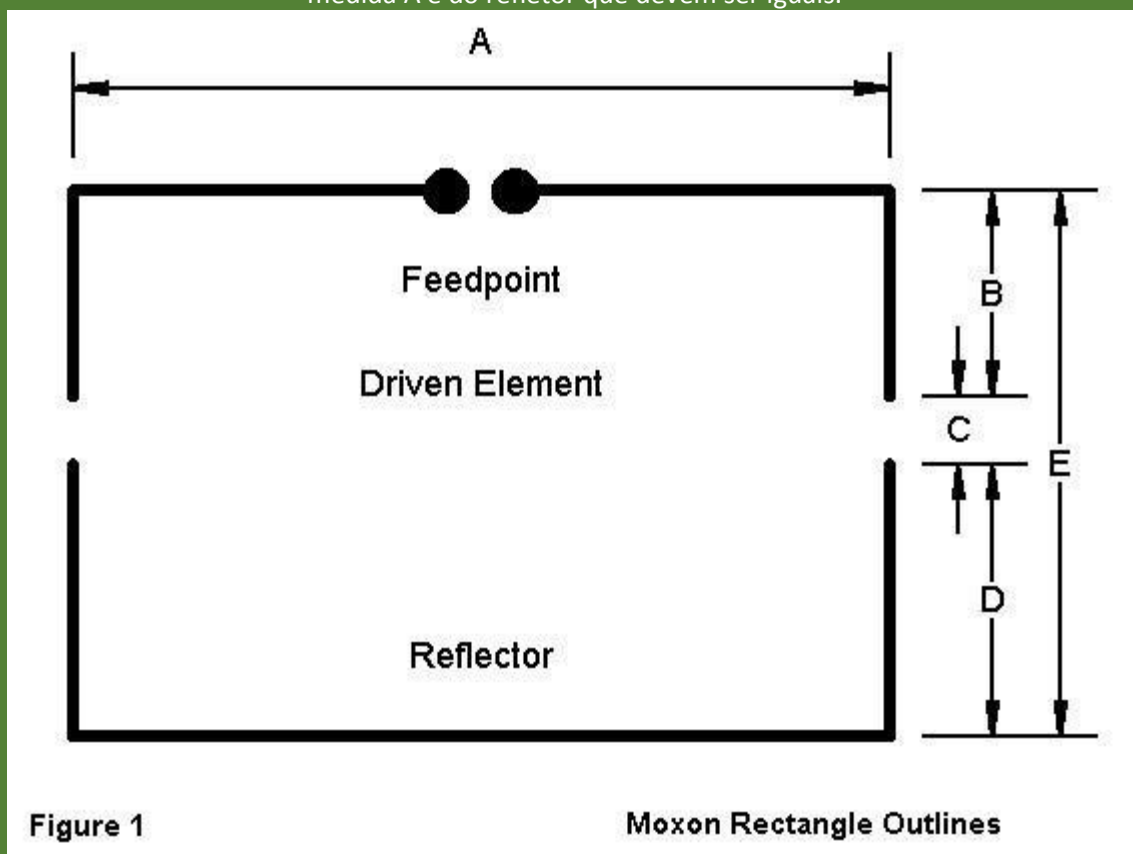 medida A e do refletor que devem ser iguais.
A
Feedpoint
B
Driven Element
C
E
D
Reflector
Figure 1
Moxon Rectangle Outlines